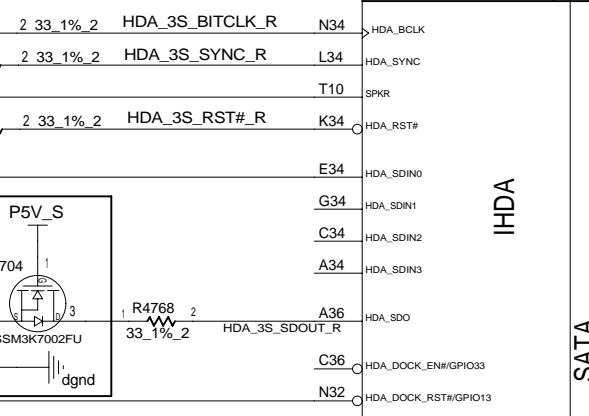 2 33_1%_2 HDA_3S_BITCLK_R N34 HDA_BCLK
2 33_1%_2 HDA_3S_SYNC_R L34 HDA_SYNC
T10 SPKR
2 33_1%_2 HDA_3S_RST#_R K34 HDA_RST#
E34 HDA_SDIN0
G34 HDA_SDIN1
C34 HDA_SDIN2
A34 HDA_SDIN3
IHDA
P5V_S
704 1
G
S D 3
SSM3K7002FU
1 R4768 2
33_1%_2
HDA_3S_SDOUT_R
A36 HDA_SDO
C36 HDA_DOCK_EN#/GPIO33
dgnd
N32 HDA_DOCK_RST#/GPIO13
SATA